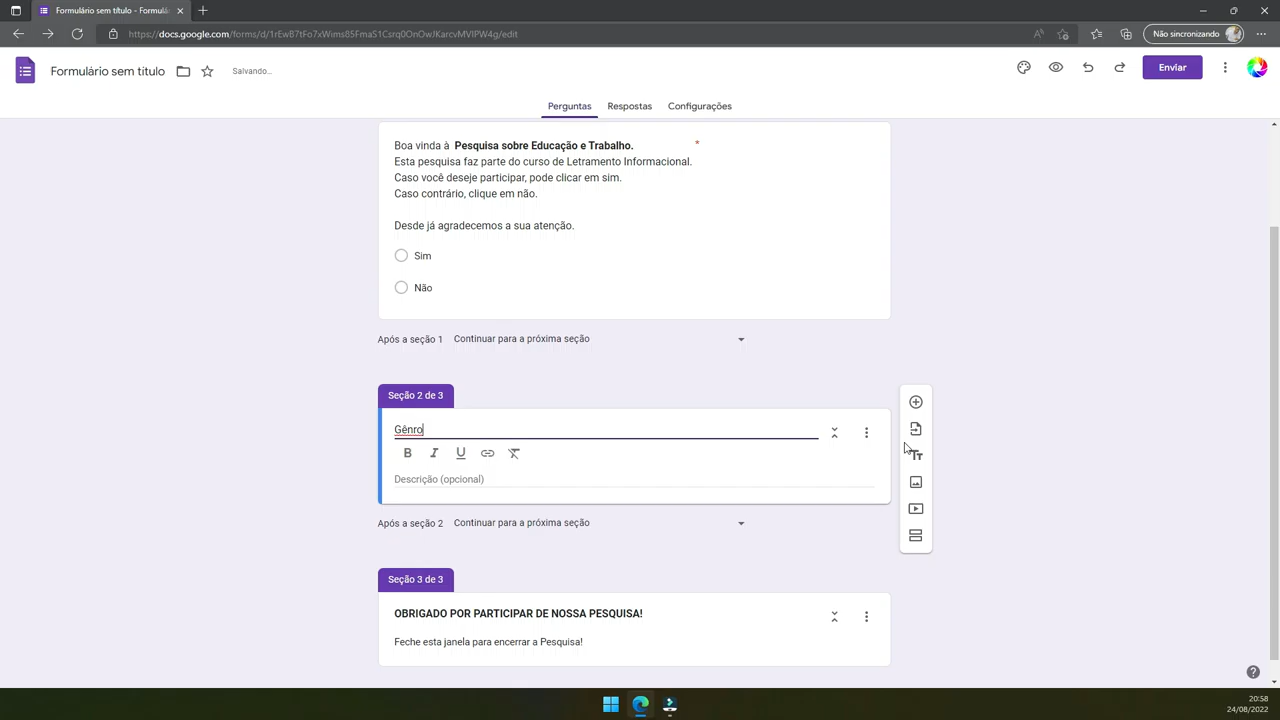 Formulário sem título - Formulá
https://docs.google.com/forms/d/1rEwB7tFo7xWims85FmaS1Csrq0OnOwJKarcvMVlPW4g/edit
Não sincronizando
Formulário sem título
Salvando...
Enviar
Perguntas Respostas Configurações
Boa vinda à Pesquisa sobre Educação e Trabalho. *
Esta pesquisa faz parte do curso de Letramento Informacional.
Caso você deseje participar, pode clicar em sim.
Caso contrário, clique em não.
Desde já agradecemos a sua atenção.
Sim
Não
Após a seção 1 Continuar para a próxima seção
Seção 2 de 3
Gênro
B I U
Descrição (opcional)
Tт
Após a seção 2 Continuar para a próxima seção
Seção 3 de 3
OBRIGADO POR PARTICIPAR DE NOSSA PESQUISA!
Feche esta janela para encerrar a Pesquisa!
20:58
24/08/2022